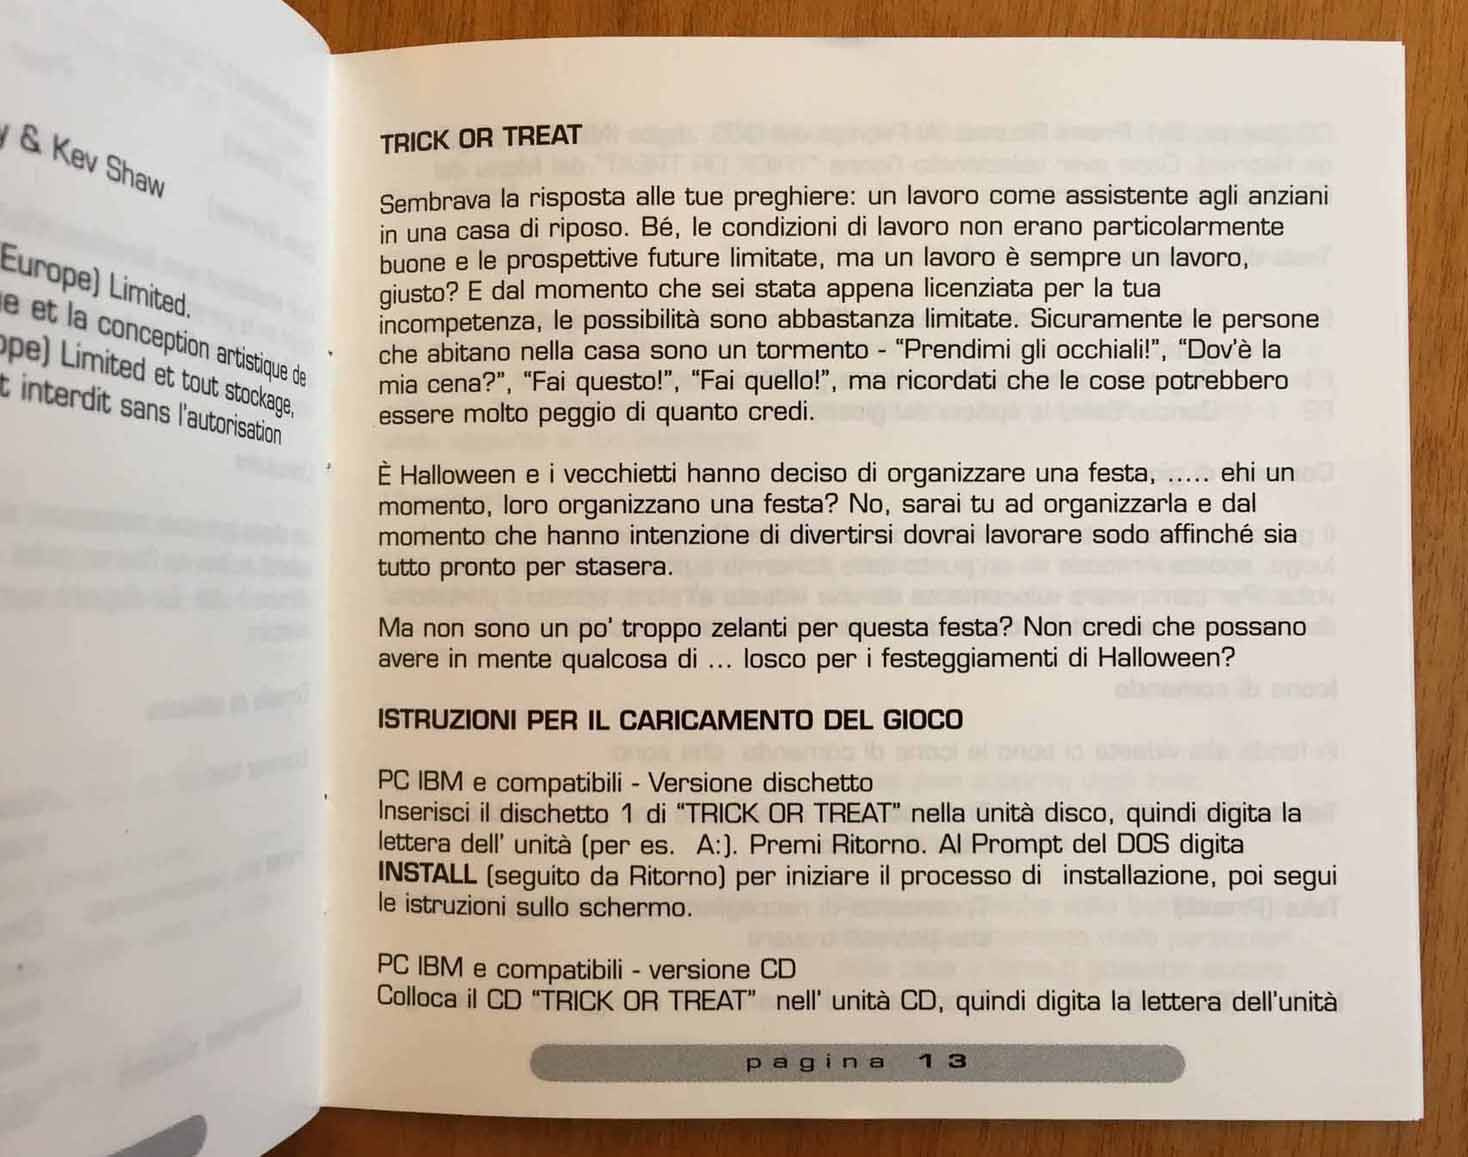 & Kev Shaw
Europe) Limited.
et la conception artistique de
Limited et tout stockage,
interdit sans l'autorisation
TRICK OR TREAT
Sembrava la risposta alle tue preghiere: un lavoro come assistente agli anziani
in una casa di riposo. Bé, le condizioni di lavoro non erano particolarmente
buone e le prospettive future limitate, ma un lavoro è sempre un lavoro,
giusto? E dal momento che sei stata appena licenziata per la tua
incompetenza, le possibilità sono abbastanza limitate. Sicuramente le persone
che abitano nella casa sono un tormento - “Prendimi gli occhiali!”, “Dov'è la
mia cena?”, “Fai questo!”, “Fai quello!”, ma ricordati che le cose potrebbero
essere molto peggio di quanto credi.
È Halloween e i vecchietti hanno deciso di organizzare una festa, ..... ehi un
momento, loro organizzano una festa? No, sarai tu ad organizzarla e dal
momento che hanno intenzione di divertirsi dovrai lavorare sodo affinché sia
tutto pronto per stasera.
Ma non sono un po' troppo zelanti per questa festa? Non credi che possano
avere in mente qualcosa di ... losco per i festeggiamenti di Halloween?
ISTRUZIONI PER IL CARICAMENTO DEL GIOCO
PC IBM e compatibili - Versione dischetto
Inserisci il dischetto 1 di “TRICK OR TREAT” nella unità disco, quindi digita la
lettera dell' unità (per es. A:). Premi Ritorno. Al Prompt del DOS digita
INSTALL (seguito da Ritorno) per iniziare il processo di installazione, poi segui
le istruzioni sullo schermo.
PC IBM e compatibili - versione CD
Colloca il CD “TRICK OR TREAT” nell' unità CD, quindi digita la lettera dell'unità
pagina 13